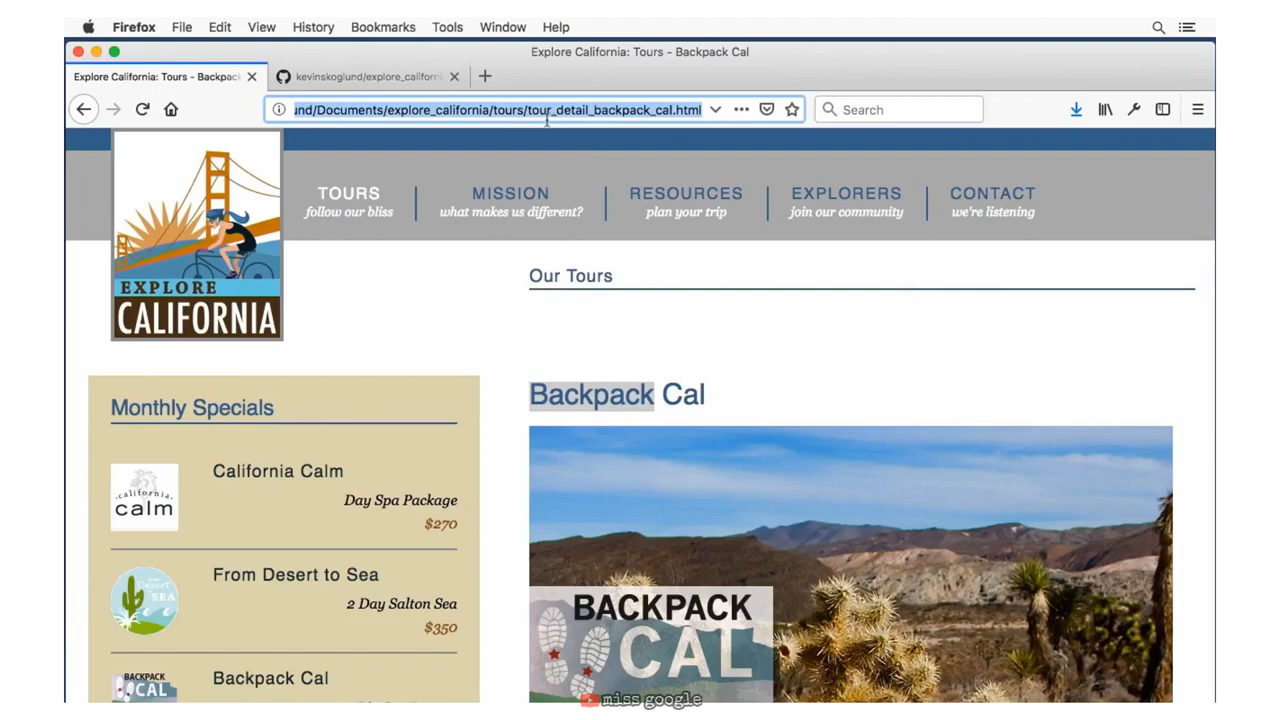 Firefox File Edit View History Bookmarks Tools Window Help
Explore California: Tours - Backpack Cal
Explore California: Tours - Backpac
kevinskoglund/explore_californi
und/Documents/explore_california/tours/tour_detail_backpack_cal.html
Search
TOURS MISSION RESOURCES EXPLORERS CONTACT
follow our bliss what makes us different? plan your trip join our community we're listening
EXPLORE
CALIFORNIA
Our Tours
Backpack Cal
Monthly Specials
California Calm
Day Spa Package
$270
california
calm
From Desert to Sea
2 Day Salton Sea
$350
Desert
SEA
Backpack Cal
BACKPACK
CAL
BACKPACK
CAL
miss google